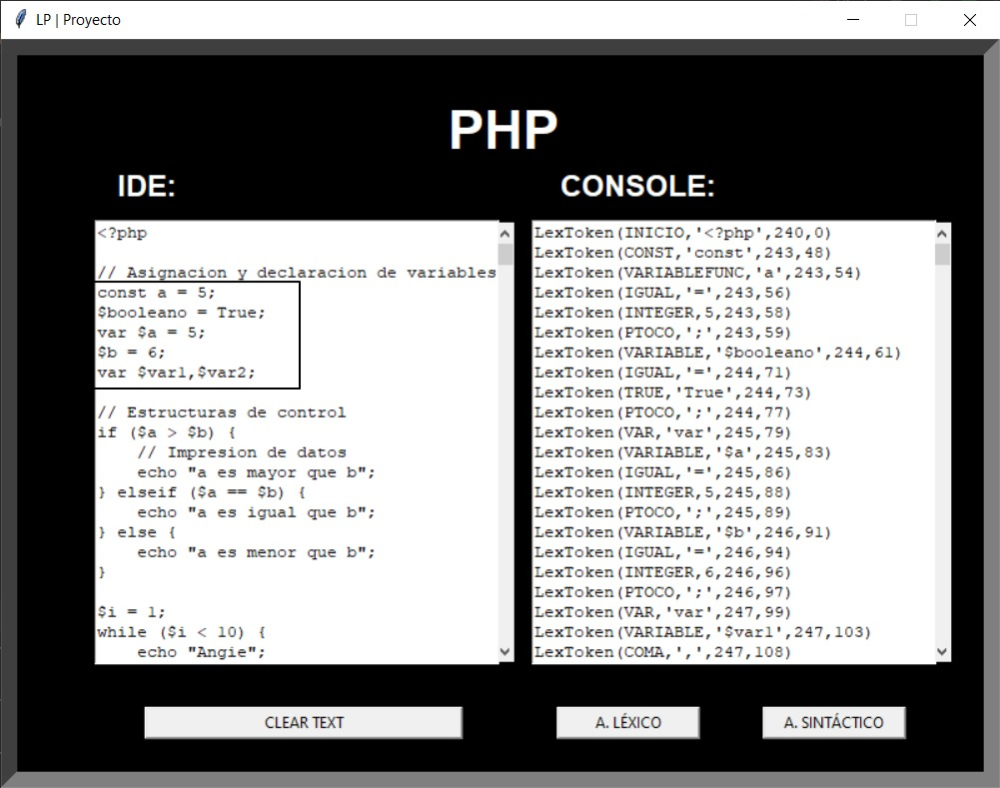 LP | Proyecto
PHP
IDE:
CONSOLE:
<?php
// Asignacion y declaracion de variables
const a = 5;
$booleano = True;
var $a = 5;
$b = 6;
var $var1,$var2;
// Estructuras de control
if ($a > $b) {
    // Impresion de datos
    echo "a es mayor que b";
} elseif ($a == $b) {
    echo "a es igual que b";
} else {
    echo "a es menor que b";
}
$i = 1;
while ($i < 10) {
    echo "Angie";
LexToken(INICIO,'<?php',240,0)
LexToken(CONST,'const',243,48)
LexToken(VARIABLEFUNC,'a',243,54)
LexToken(IGUAL,'=',243,56)
LexToken(INTEGER,5,243,58)
LexToken(PTOCO,';',243,59)
LexToken(VARIABLE,'$booleano',244,61)
LexToken(IGUAL,'=',244,71)
LexToken(TRUE,'True',244,73)
LexToken(PTOCO,';',244,77)
LexToken(VAR,'var',245,79)
LexToken(VARIABLE,'$a',245,83)
LexToken(IGUAL,'=',245,86)
LexToken(INTEGER,5,245,88)
LexToken(PTOCO,';',245,89)
LexToken(VARIABLE,'$b',246,91)
LexToken(IGUAL,'=',246,94)
LexToken(INTEGER,6,246,96)
LexToken(PTOCO,';',246,97)
LexToken(VAR,'var',247,99)
LexToken(VARIABLE,'$var1',247,103)
LexToken(COMA,',',247,108)
CLEAR TEXT
A. LÉXICO
A. SINTÁCTICO